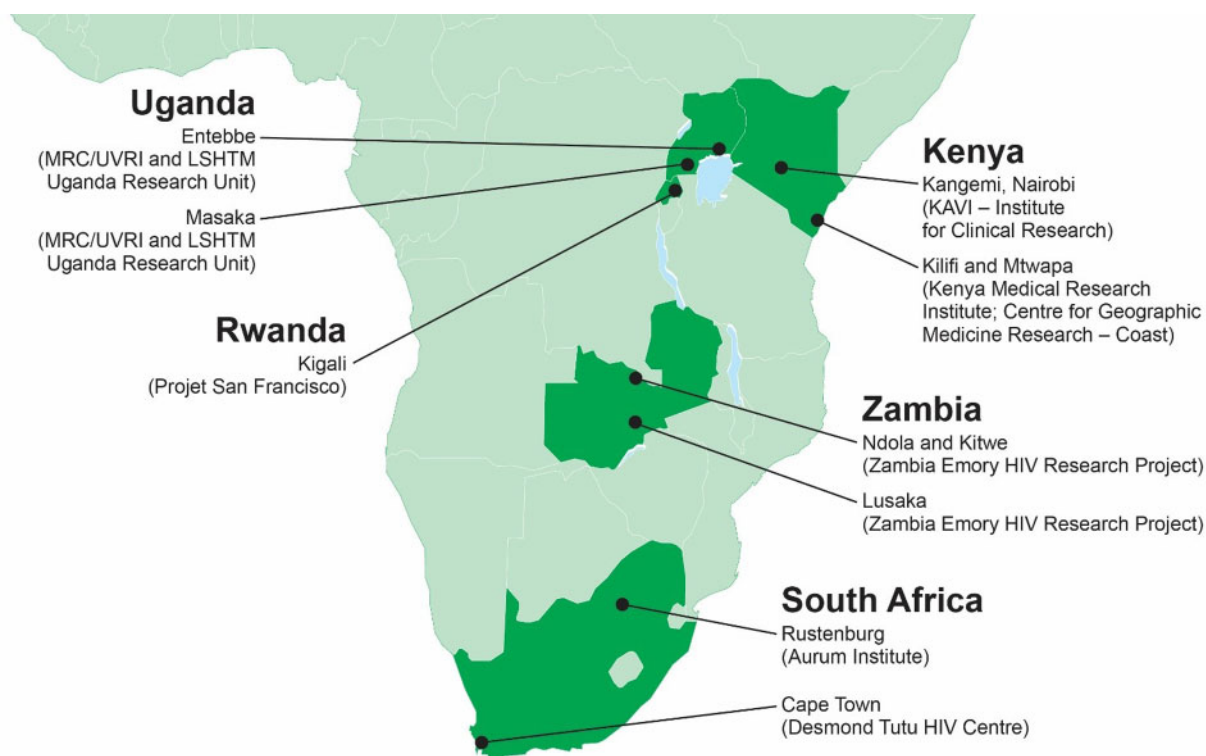 Uganda
Entebbe
(MRC/UVRI and LSHTM
Uganda Research Unit)
Masaka
(MRC/UVRI and LSHTM
Uganda Research Unit)
Rwanda
Kigali
(Projet San Francisco)
Kenya
Kangemi, Nairobi
(KAVI – Institute
for Clinical Research)
Kilifi and Mtwapa
(Kenya Medical Research
Institute; Centre for Geographic
Medicine Research – Coast)
Zambia
Ndola and Kitwe
(Zambia Emory HIV Research Project)
Lusaka
(Zambia Emory HIV Research Project)
South Africa
Rustenburg
(Aurum Institute)
Cape Town
(Desmond Tutu HIV Centre)